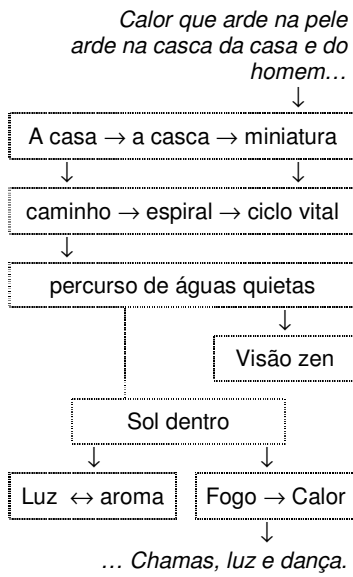 Calor que arde na pele
arde na casca da casa e do
homem…
↓
A casa → a casca → miniatura
↓ ↓
caminho → espiral → ciclo vital
↓
percurso de águas quietas
↓
Visão zen
Sol dentro
↓ ↓
Luz ↔ aroma
Fogo → Calor
↓
… Chamas, luz e dança.